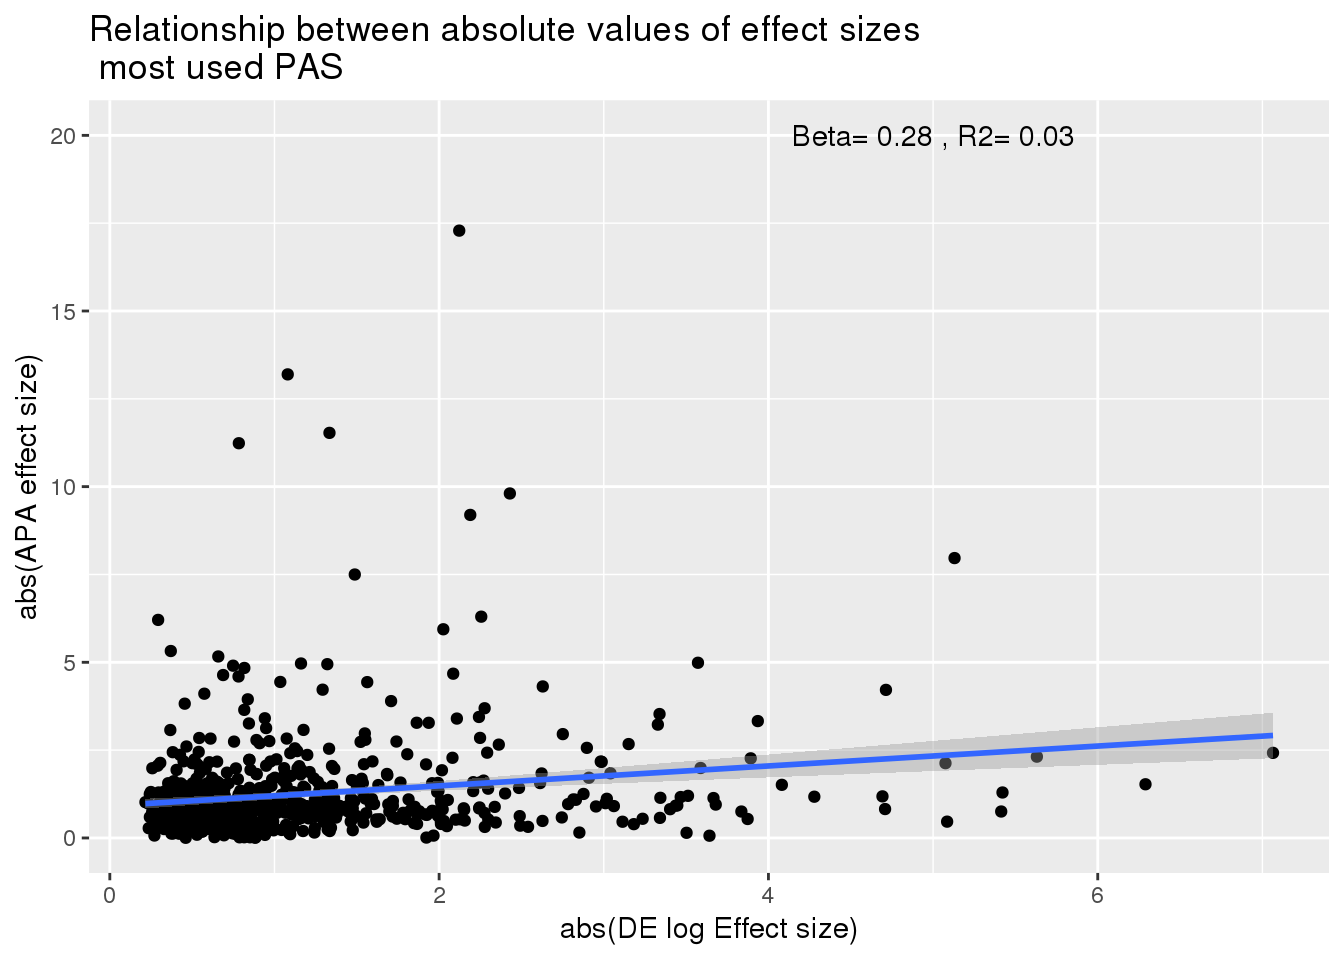 Relationship between absolute values of effect sizes
most used PAS
Beta= 0.28 , R2= 0.03
20
15
10
5
0
abs(APA effect size)
0 2 4 6
abs(DE log Effect size)